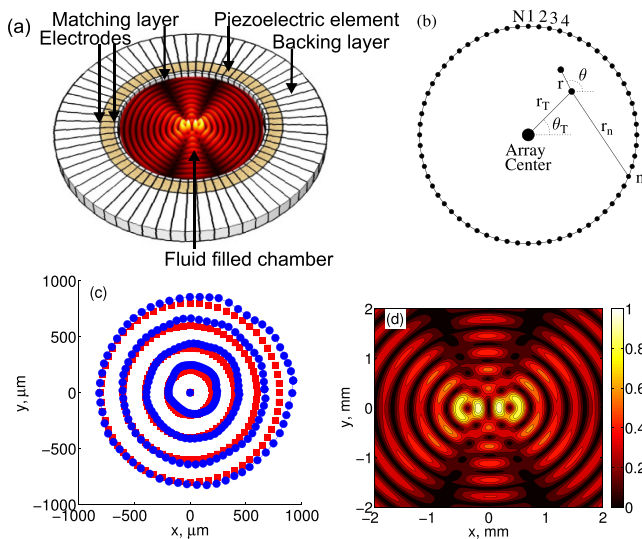 (a)
Matching layer
Piezoelectric element
Electrodes
Backing layer
Fluid filled chamber
(b)
N 1 2 3 4
r
θ
r_T
θ_T
r_n
Array
Center
n
(c)
1000
500
0
−500
−1000
y, μm
−1000 −500 0 500 1000
x, μm
(d)
2
1
0
−1
−2
y, mm
−2 −1 0 1 2
x, mm
1
0.8
0.6
0.4
0.2
0